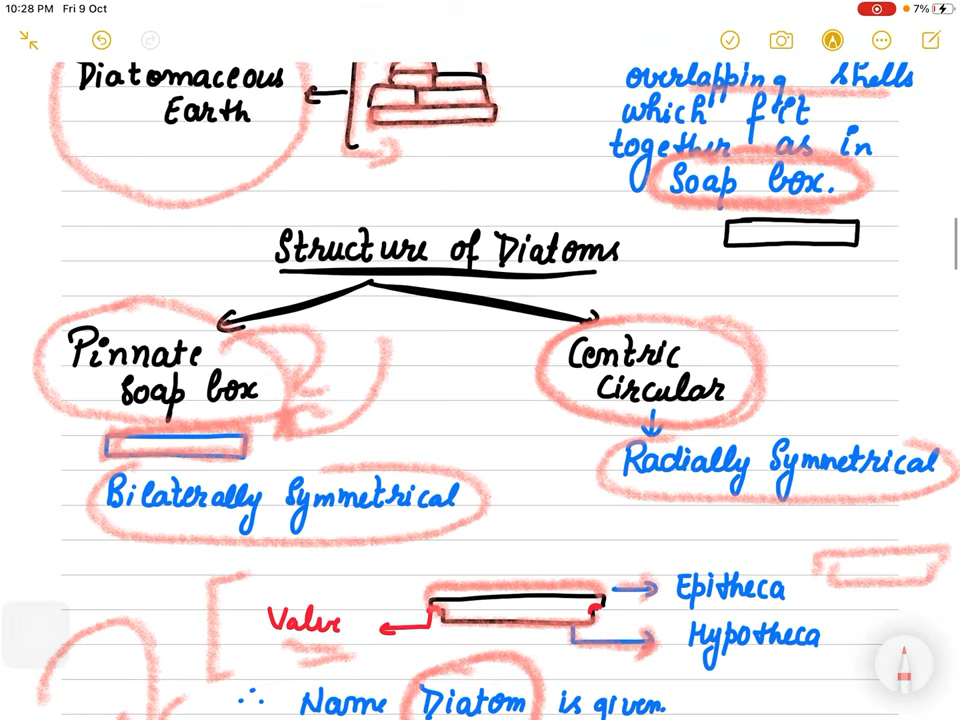 10:28 PM Fri 9 Oct
7%
Diatomaceous
Earth
overlapping shells
which fit
together as in
Soap box.
Structure of Diatoms
Pinnate
Soap box
Centric
Circular
Bilaterally Symmetrical
Radially Symmetrical
Valve
Epitheca
Hypotheca
∴ Name Diatom is given.